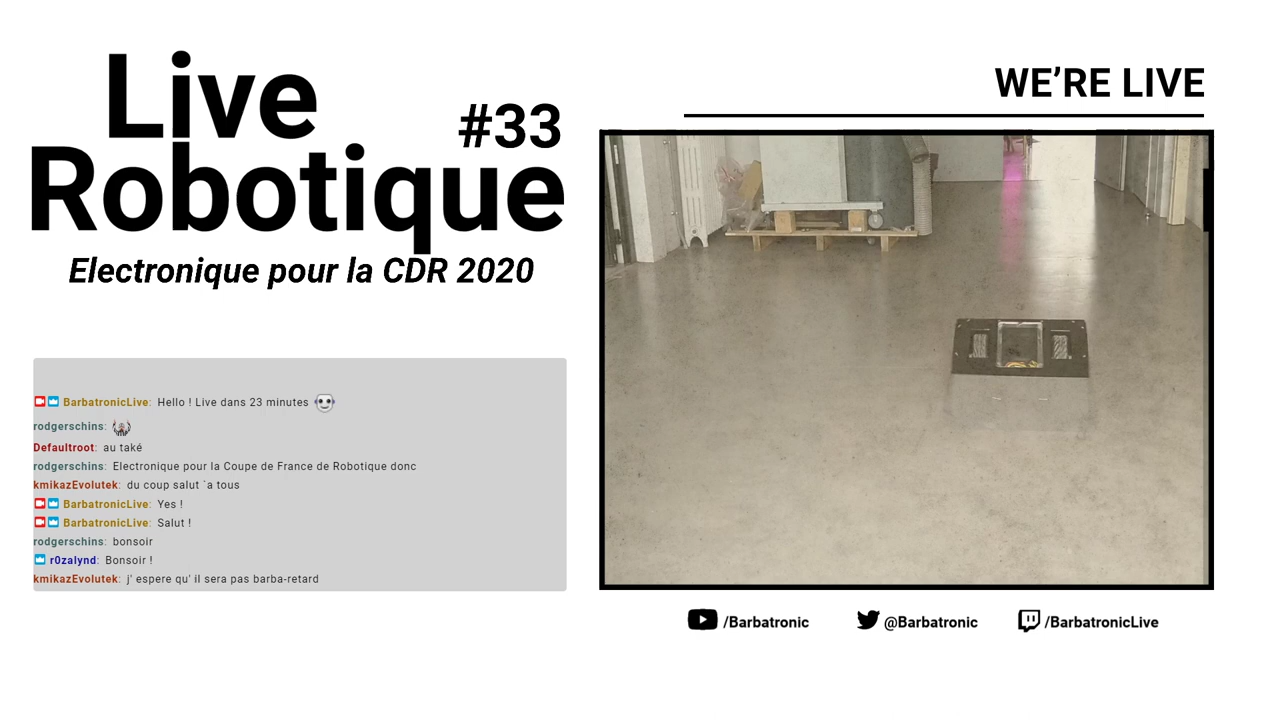 Live
Robotique
#33
Electronique pour la CDR 2020
WE’RE LIVE
BarbatronicLive: Hello ! Live dans 23 minutes
rodgerschins:
Defaultroot: au také
rodgerschins: Electronique pour la Coupe de France de Robotique donc
kmikazEvolutek: du coup salut `a tous
BarbatronicLive: Yes !
BarbatronicLive: Salut !
rodgerschins: bonsoir
r0zalynd: Bonsoir !
kmikazEvolutek: j' espere qu' il sera pas barba-retard
/Barbatronic
@Barbatronic
/BarbatronicLive